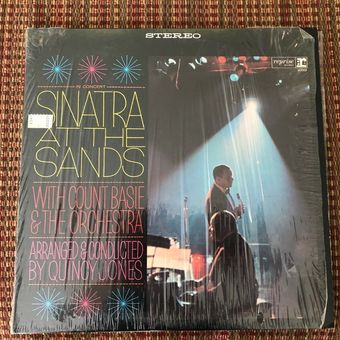 STEREO
IN CONCERT
SINATRA
AT THE
SANDS
WITH COUNT BASIE
& THE ORCHESTRA
ARRANGED & CONDUCTED
BY QUINCY JONES
reprise